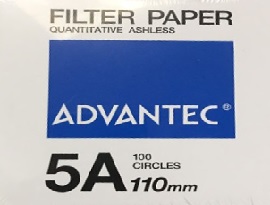 FILTER PAPER
QUANTITATIVE ASHLESS
ADVANTEC®
5A 100 CIRCLES 110mm